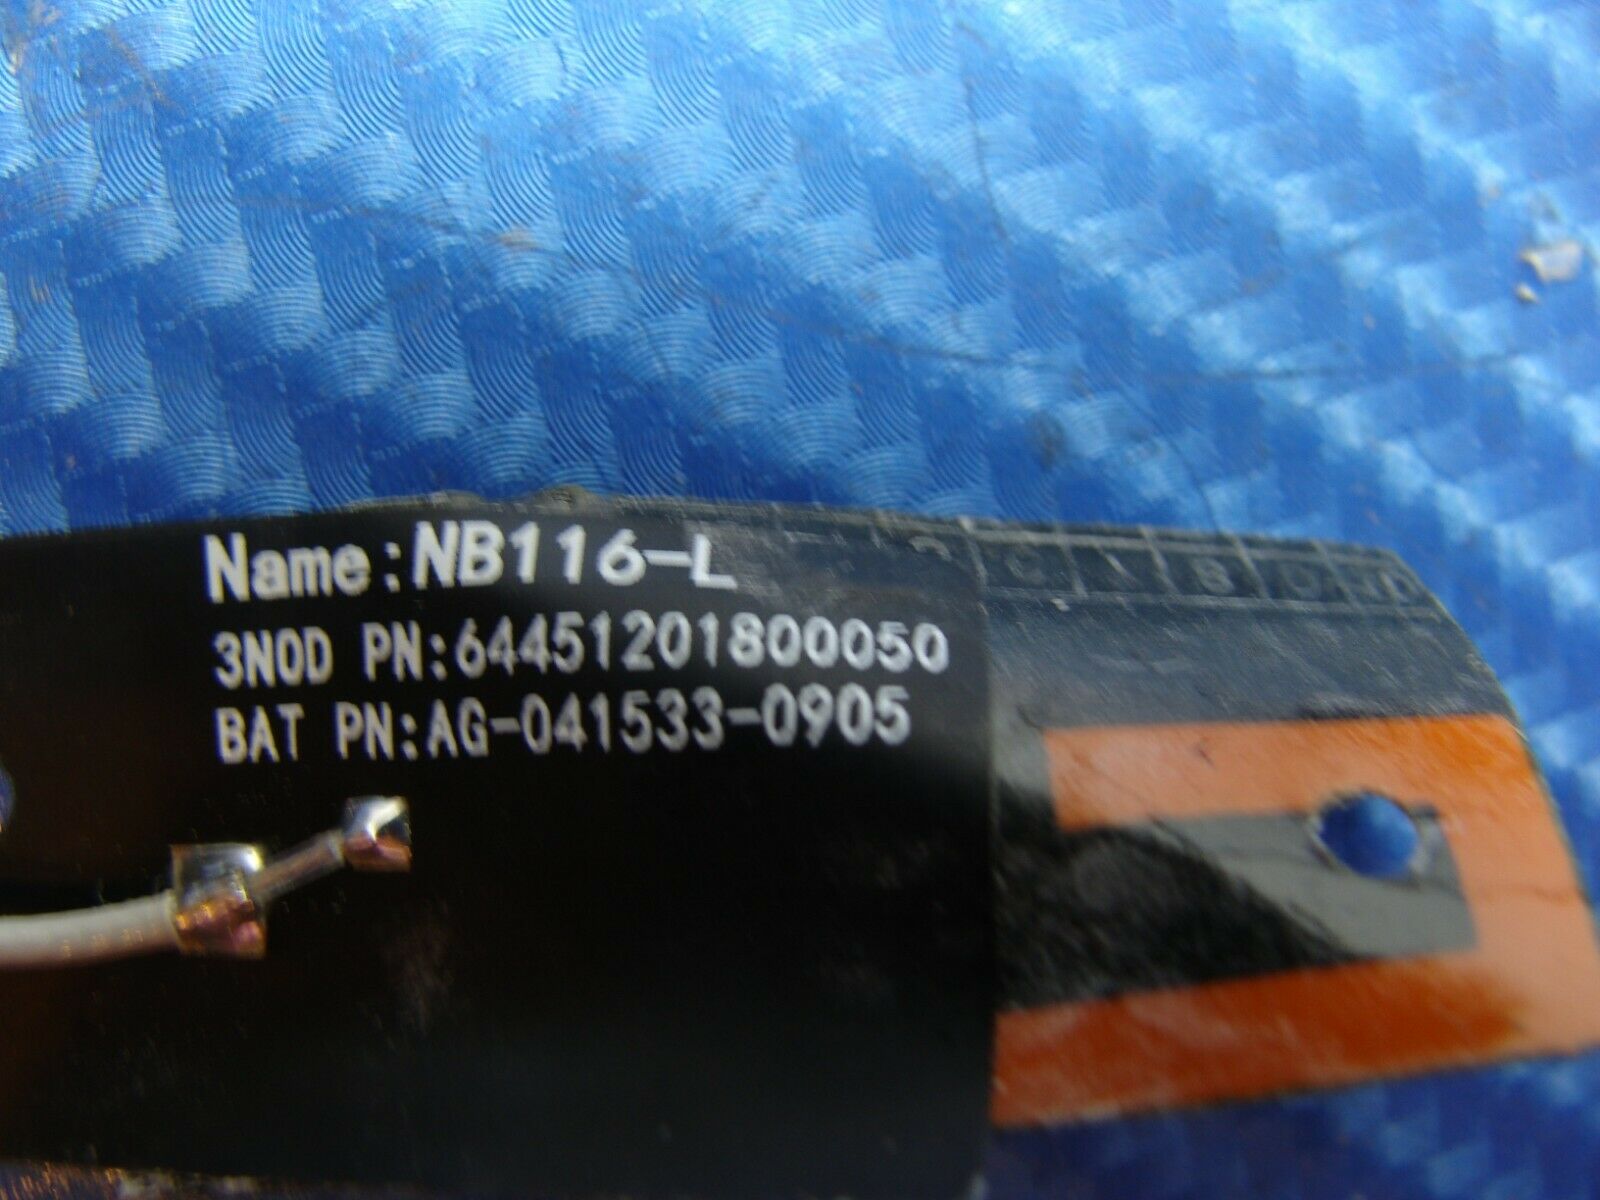 Name:NB116-L
3NOD PN:64451201800050
BAT PN:AG-041533-0905